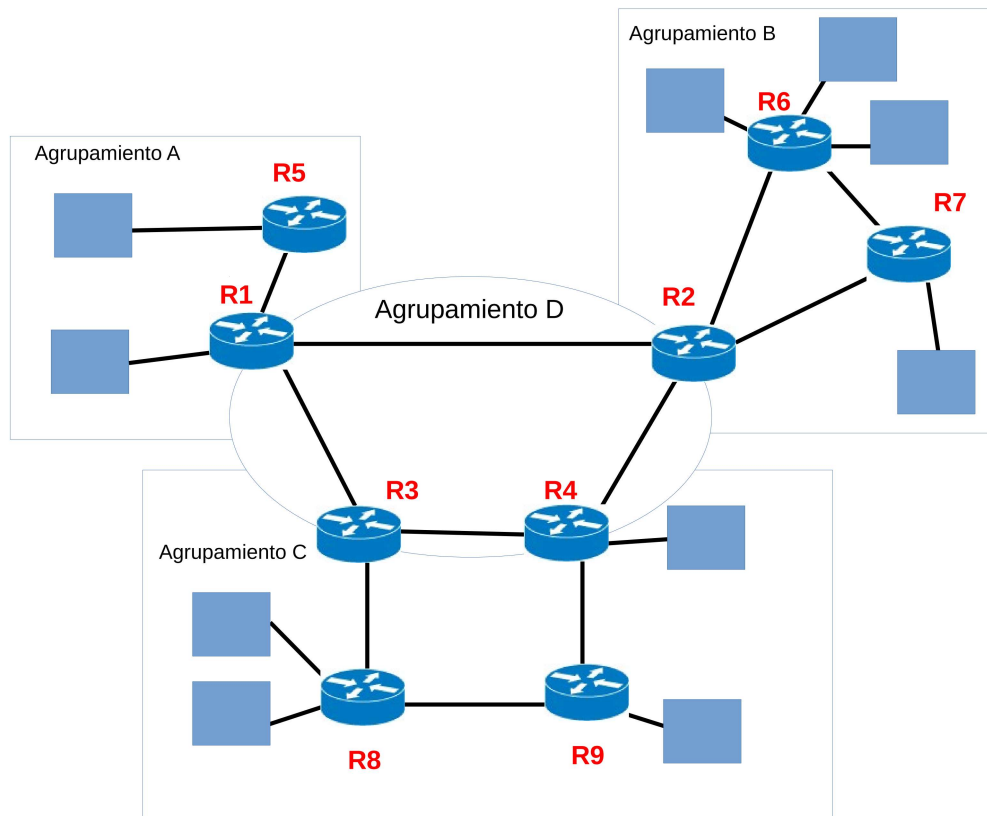 Agrupamiento B
R6
Agrupamiento A
R5
R7
R1
R2
Agrupamiento D
R3
R4
Agrupamiento C
R8
R9